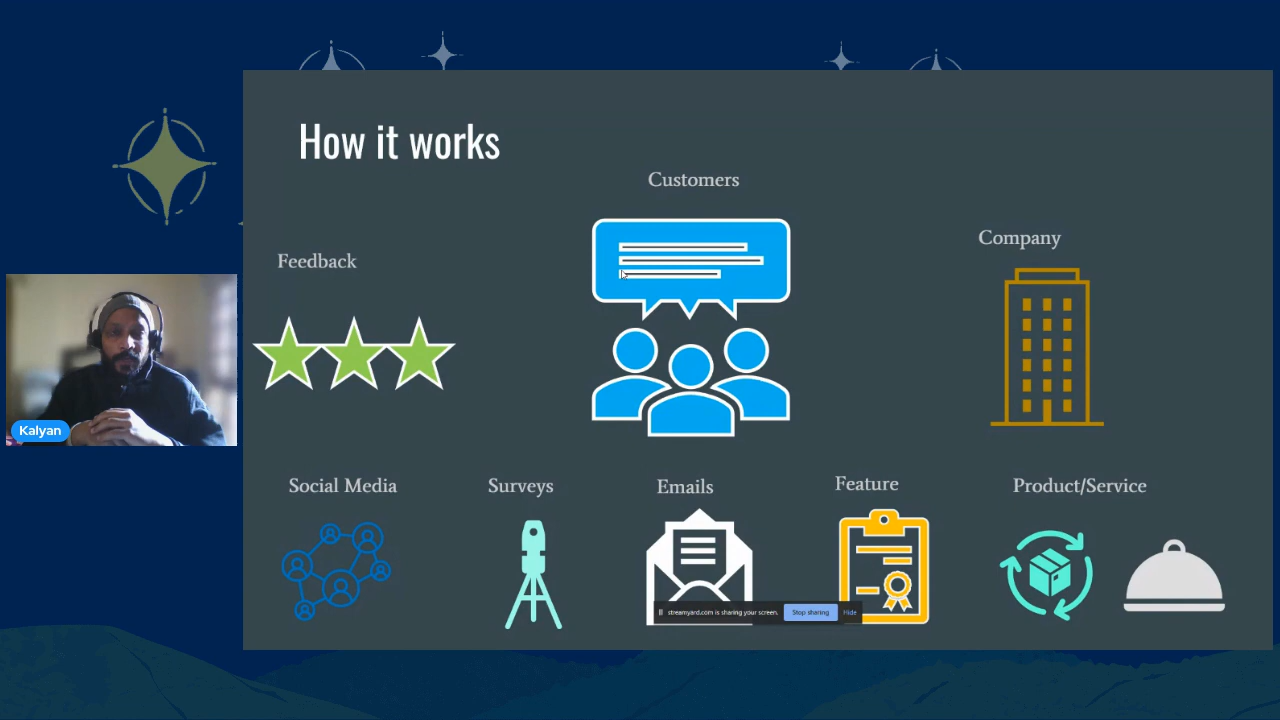 How it works
Customers
Company
Feedback
Kalyan
Social Media
Surveys
Emails
Feature
Product/Service
streamyard.com is sharing your screen.
Stop sharing
Hide